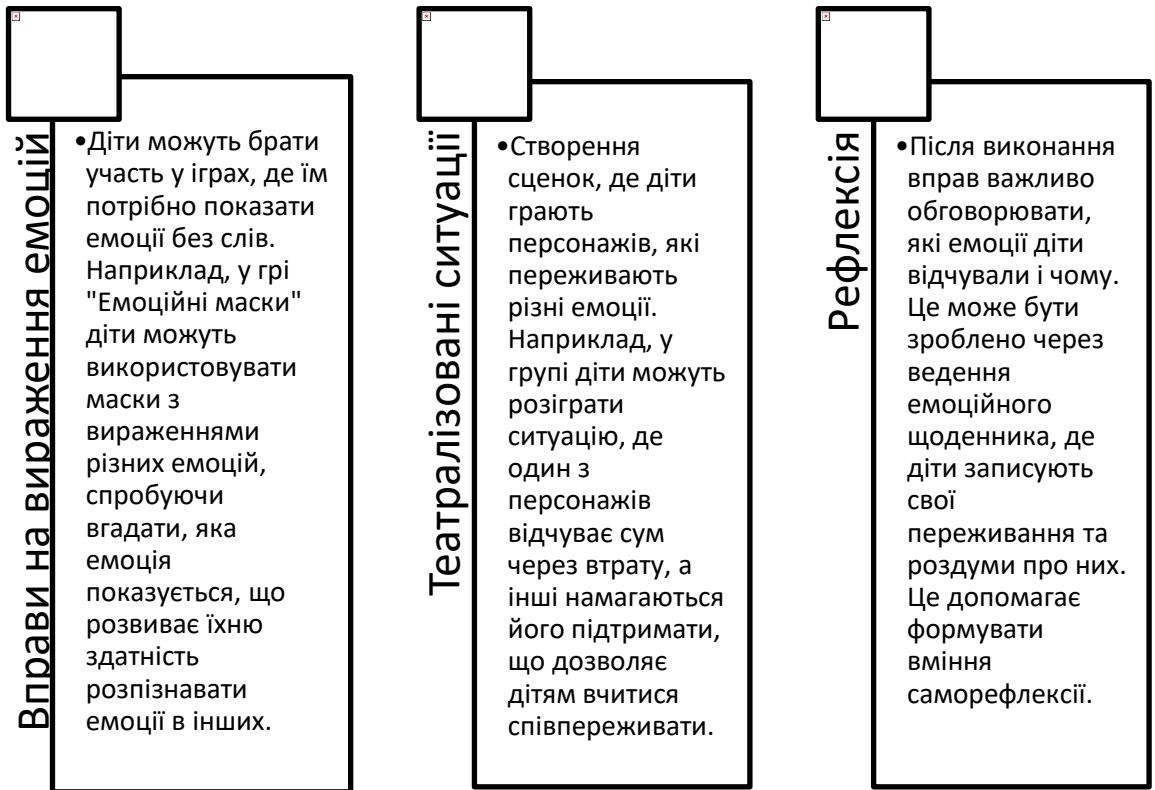 Вправи на вираження емоцій
•Діти можуть брати
участь у іграх, де їм
потрібно показати
емоції без слів.
Наприклад, у грі
"Емоційні маски"
діти можуть
використовувати
маски з
вираженнями
різних емоцій,
спробуючи
вгадати, яка
емоція
показується, що
розвиває їхню
здатність
розпізнавати
емоції в інших.
Театралізовані ситуації
•Створення
сценок, де діти
грають
персонажів, які
переживають
різні емоції.
Наприклад, у
групі діти можуть
розіграти
ситуацію, де
один з
персонажів
відчуває сум
через втрату, а
інші намагаються
його підтримати,
що дозволяє
дітям вчитися
співпереживати.
Рефлексія
•Після виконання
вправ важливо
обговорювати,
які емоції діти
відчували і чому.
Це може бути
зроблено через
ведення
емоційного
щоденника, де
діти записують
свої
переживання та
роздуми про них.
Це допомагає
формувати
вміння
саморефлексії.